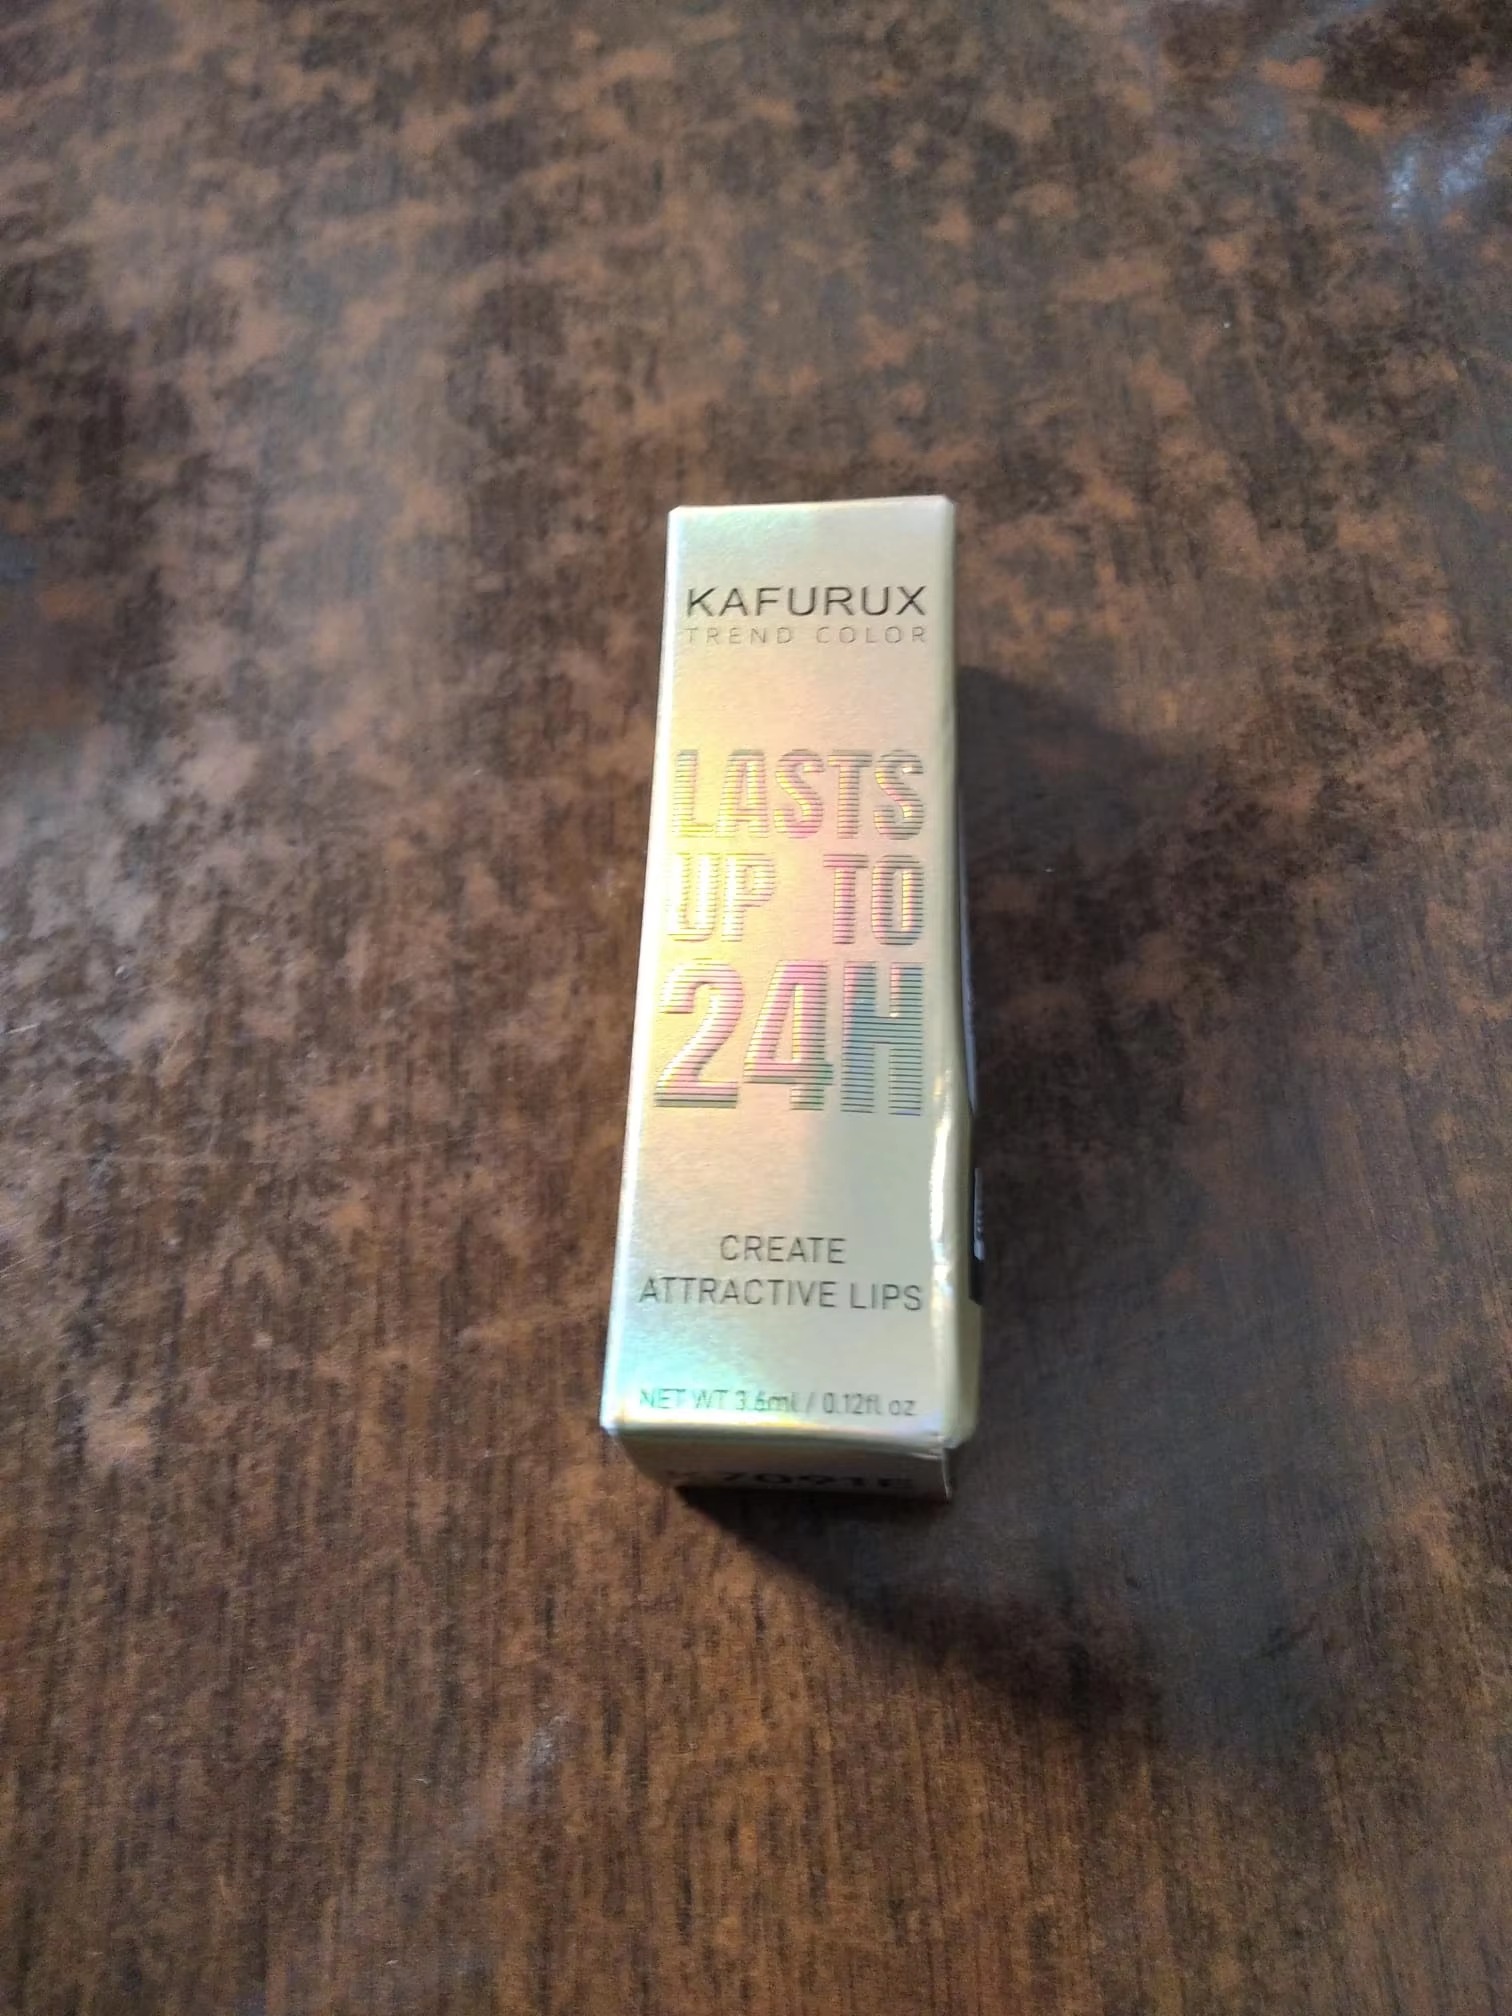 KAFURUX
TREND COLOR
LASTS
UP TO
24H
CREATE
ATTRACTIVE LIPS
NET WT 3.6ml / 0.12fl oz